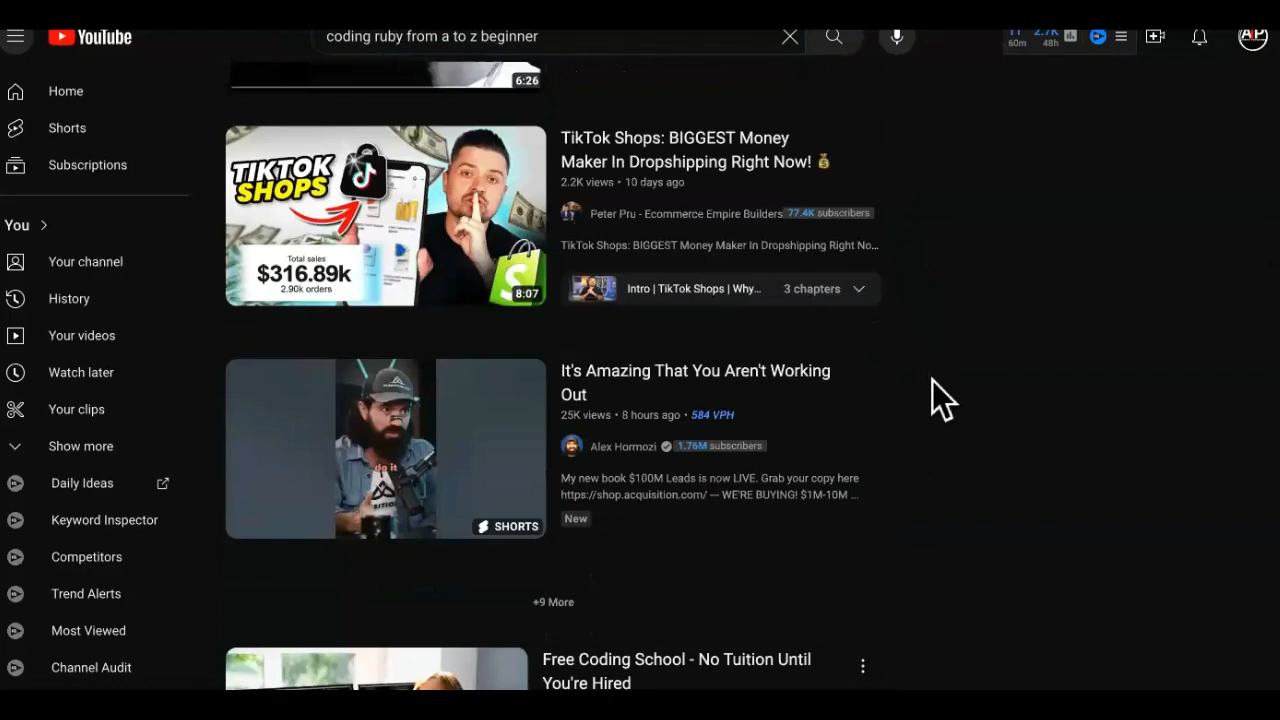 YouTube
coding ruby from a to z beginner
11 2.7K
60m 48h
AP
Home
Shorts
Subscriptions
You
Your channel
History
Your videos
Watch later
Your clips
Show more
Daily Ideas
Keyword Inspector
Competitors
Trend Alerts
Most Viewed
Channel Audit
6:26
TIKTOK
SHOPS
Total sales
$316.89k
2.90k orders
8:07
TikTok Shops: BIGGEST Money
Maker In Dropshipping Right Now! 💰
2.2K views • 10 days ago
Peter Pru - Ecommerce Empire Builders 77.4K subscribers
TikTok Shops: BIGGEST Money Maker In Dropshipping Right No...
Intro | TikTok Shops | Why... 3 chapters
do it
SHORTS
It's Amazing That You Aren't Working
Out
25K views • 8 hours ago • 584 VPH
Alex Hormozi 1.76M subscribers
My new book $100M Leads is now LIVE. Grab your copy here
https://shop.acquisition.com/ — WE'RE BUYING! $1M-10M ...
New
+9 More
Free Coding School - No Tuition Until
You're Hired